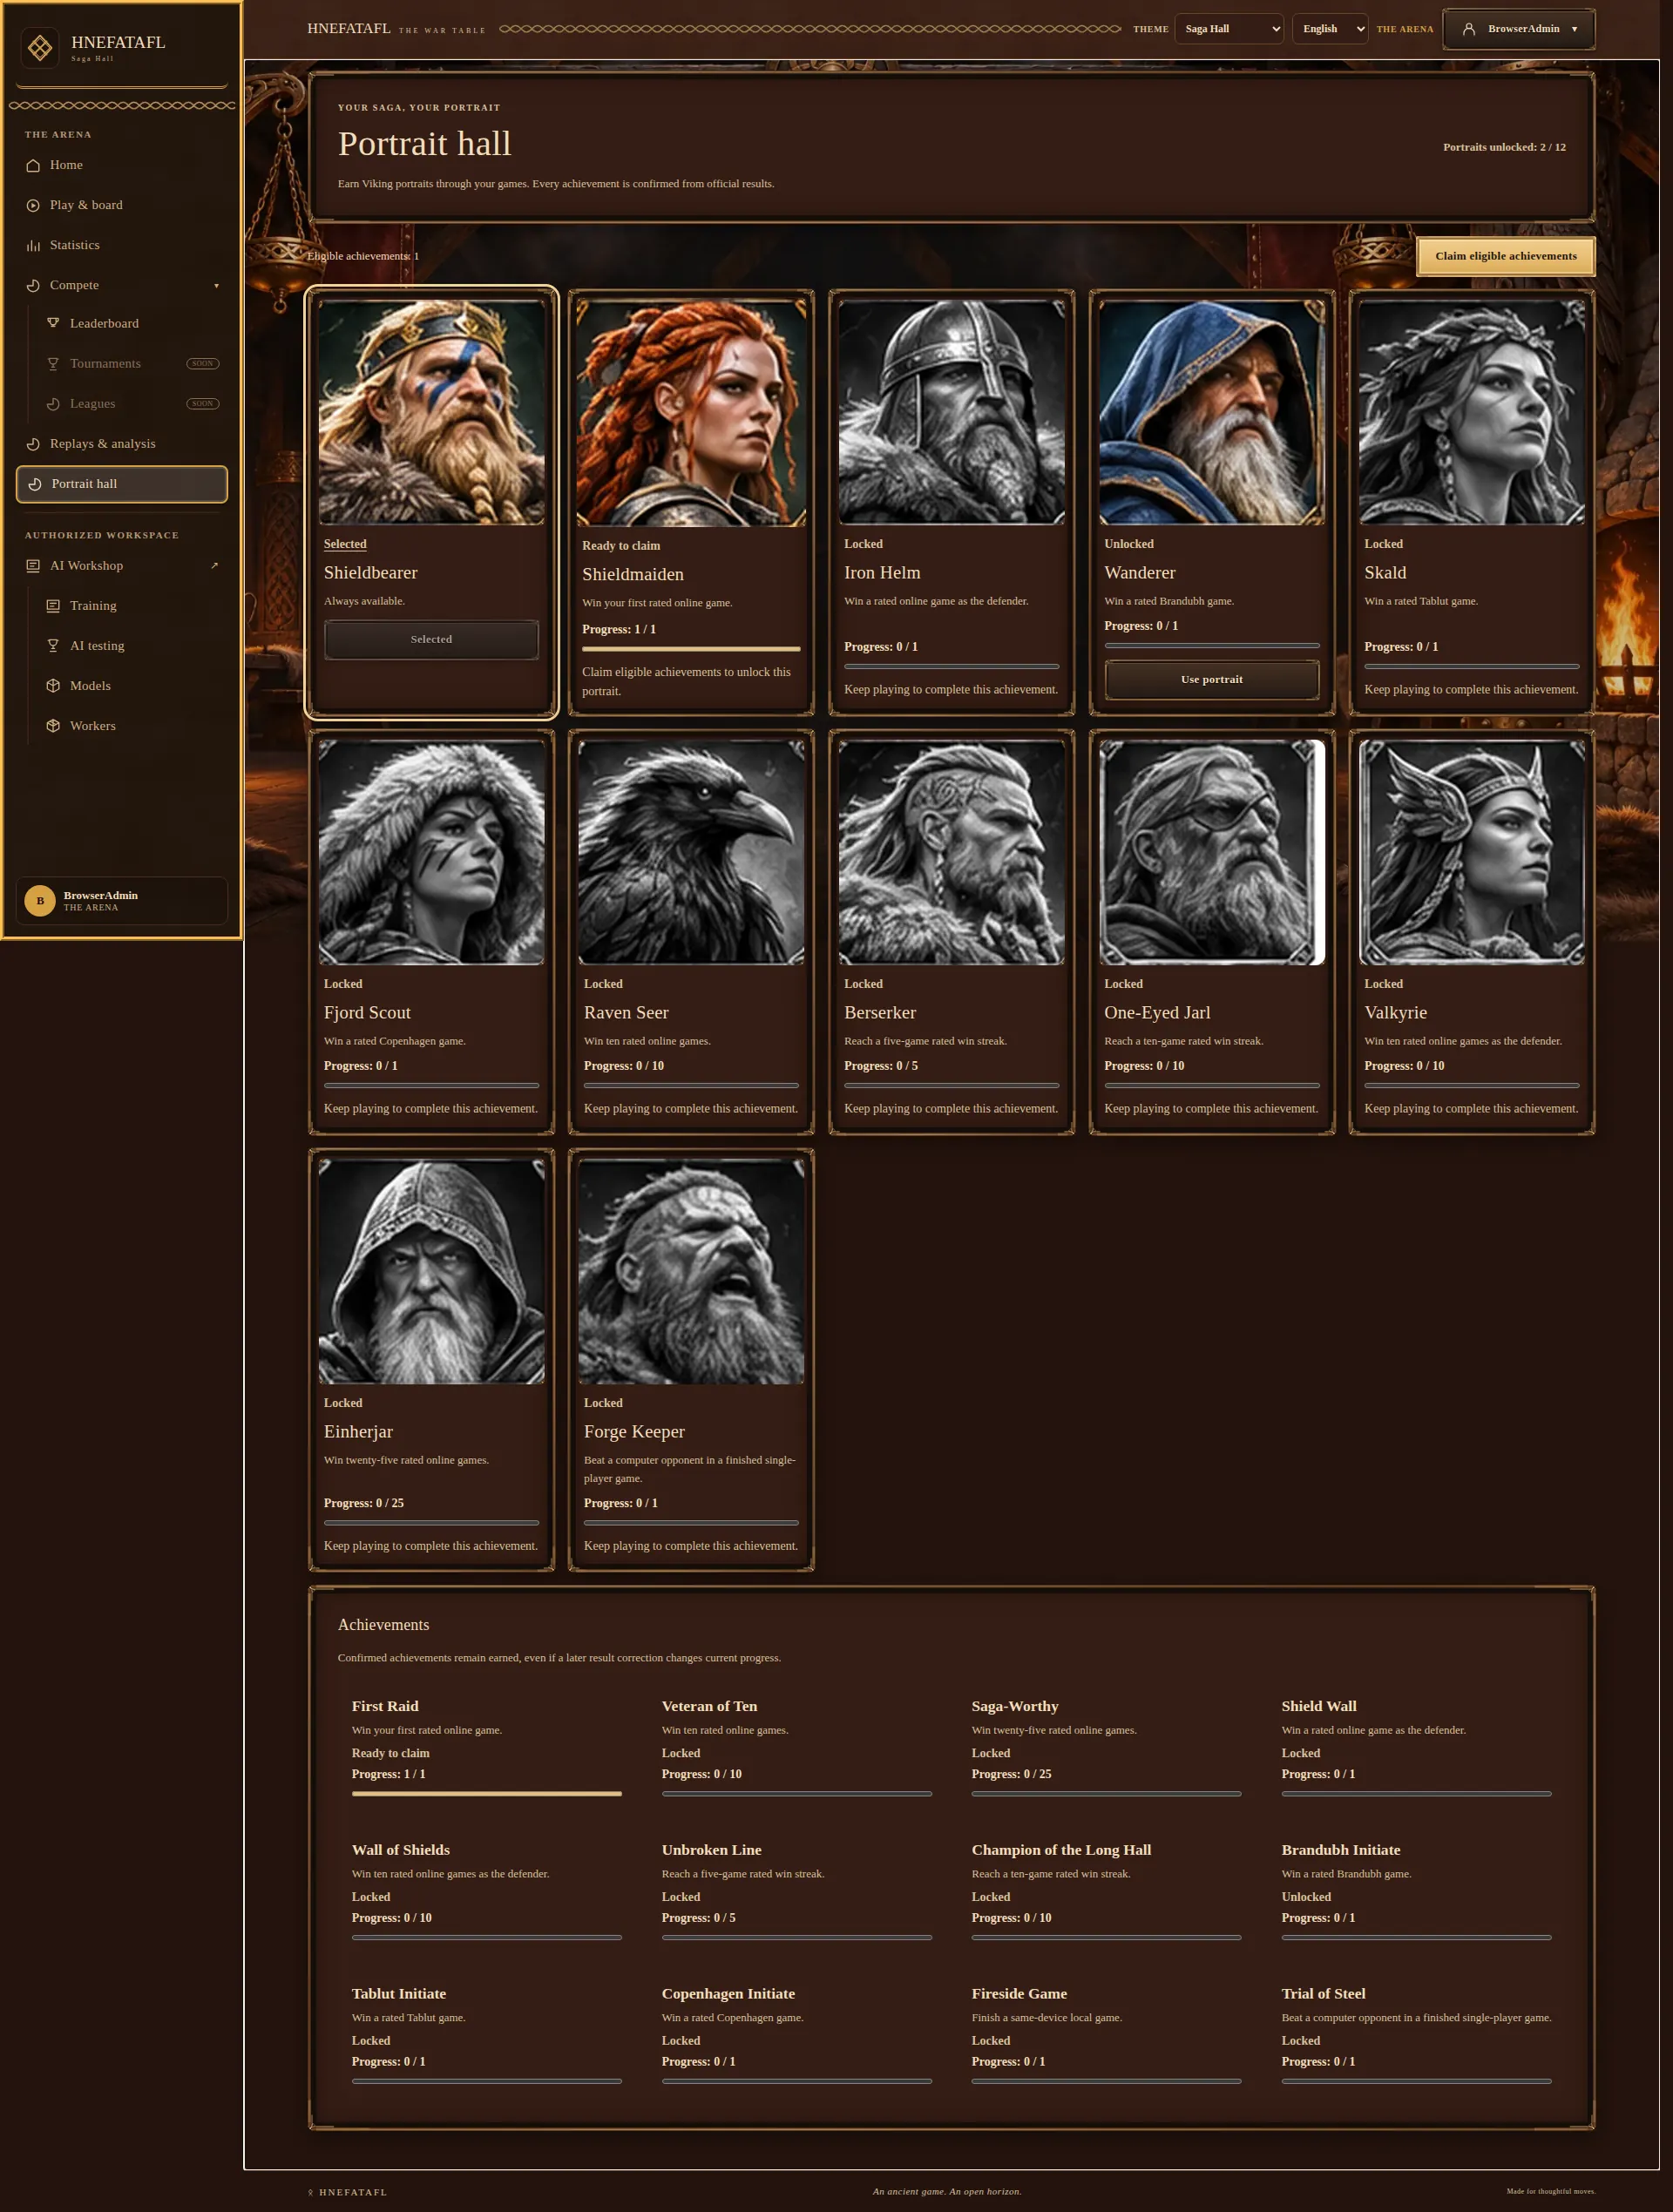 HNEFATAFL
Saga Hall
THE ARENA
Home
Play & board
Statistics
Compete ▾
Leaderboard
Tournaments SOON
Leagues SOON
Replays & analysis
Portrait hall
AUTHORIZED WORKSPACE
AI Workshop ↗
Training
AI testing
Models
Workers
B
BrowserAdmin
THE ARENA
HNEFATAFL THE WAR TABLE THEME Saga Hall English THE ARENA BrowserAdmin ▾
YOUR SAGA, YOUR PORTRAIT
Portrait hall
Portraits unlocked: 2 / 12
Earn Viking portraits through your games. Every achievement is confirmed from official results.
Eligible achievements: 1
Claim eligible achievements
Selected
Shieldbearer
Always available.
Selected
Ready to claim
Shieldmaiden
Win your first rated online game.
Progress: 1 / 1
Claim eligible achievements to unlock this
portrait.
Locked
Iron Helm
Win a rated online game as the defender.
Progress: 0 / 1
Keep playing to complete this achievement.
Unlocked
Wanderer
Win a rated Brandubh game.
Progress: 0 / 1
Use portrait
Locked
Skald
Win a rated Tablut game.
Progress: 0 / 1
Keep playing to complete this achievement.
Locked
Fjord Scout
Win a rated Copenhagen game.
Progress: 0 / 1
Keep playing to complete this achievement.
Locked
Raven Seer
Win ten rated online games.
Progress: 0 / 10
Keep playing to complete this achievement.
Locked
Berserker
Reach a five-game rated win streak.
Progress: 0 / 5
Keep playing to complete this achievement.
Locked
One-Eyed Jarl
Reach a ten-game rated win streak.
Progress: 0 / 10
Keep playing to complete this achievement.
Locked
Valkyrie
Win ten rated online games as the defender.
Progress: 0 / 10
Keep playing to complete this achievement.
Locked
Einherjar
Win twenty-five rated online games.
Progress: 0 / 25
Keep playing to complete this achievement.
Locked
Forge Keeper
Beat a computer opponent in a finished single-
player game.
Progress: 0 / 1
Keep playing to complete this achievement.
Achievements
Confirmed achievements remain earned, even if a later result correction changes current progress.
First Raid
Win your first rated online game.
Ready to claim
Progress: 1 / 1
Veteran of Ten
Win ten rated online games.
Locked
Progress: 0 / 10
Saga-Worthy
Win twenty-five rated online games.
Locked
Progress: 0 / 25
Shield Wall
Win a rated online game as the defender.
Locked
Progress: 0 / 1
Wall of Shields
Win ten rated online games as the defender.
Locked
Progress: 0 / 10
Unbroken Line
Reach a five-game rated win streak.
Locked
Progress: 0 / 5
Champion of the Long Hall
Reach a ten-game rated win streak.
Locked
Progress: 0 / 10
Brandubh Initiate
Win a rated Brandubh game.
Unlocked
Progress: 0 / 1
Tablut Initiate
Win a rated Tablut game.
Locked
Progress: 0 / 1
Copenhagen Initiate
Win a rated Copenhagen game.
Locked
Progress: 0 / 1
Fireside Game
Finish a same-device local game.
Locked
Progress: 0 / 1
Trial of Steel
Beat a computer opponent in a finished single-player game.
Locked
Progress: 0 / 1
ᛟ HNEFATAFL
An ancient game. An open horizon.
Made for thoughtful moves.